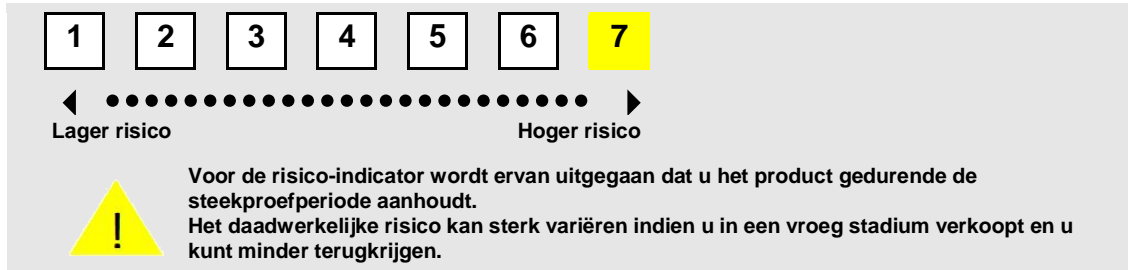 1 2 3 4 5 6 7
Lager risico Hoger risico
Voor de risico-indicator wordt ervan uitgegaan dat u het product gedurende de
steekproefperiode aanhoudt.
Het daadwerkelijke risico kan sterk variëren indien u in een vroeg stadium verkoopt en u
kunt minder terugkrijgen.
!